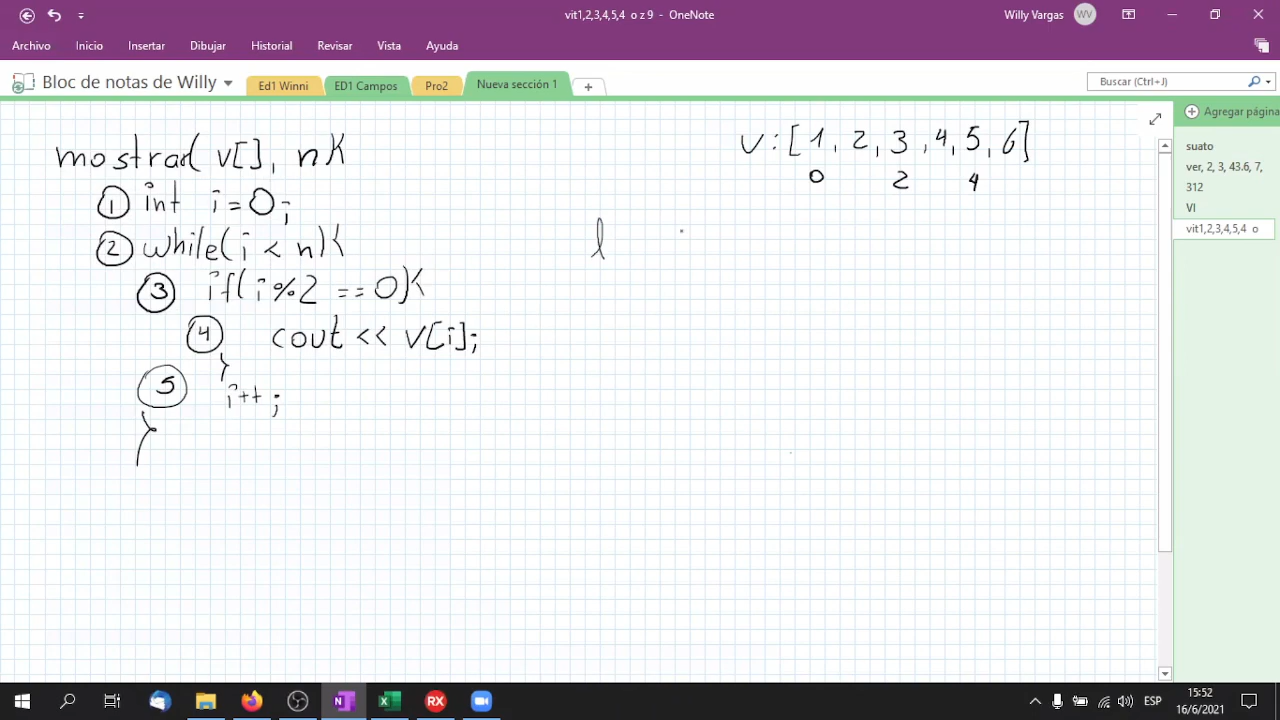 vit1,2,3,4,5,4 o z 9 - OneNote
Willy Vargas WV
Archivo Inicio Insertar Dibujar Historial Revisar Vista Ayuda
Bloc de notas de Willy
Ed1 Winni ED1 Campos Pro2 Nueva sección 1 +
Buscar (Ctrl+J)
Agregar página
suato
ver, 2, 3, 43.6, 7,
312
VI
vit1,2,3,4,5,4 o
mostrar( v[], n){
① int i=0;
② while( i < n){
③ if( i%2 ==0){
④ cout << v[i];
}
⑤ i++;
}
v: [1, 2, 3, 4, 5, 6]
0 2 4
l
N X RX
ESP
15:52
16/6/2021